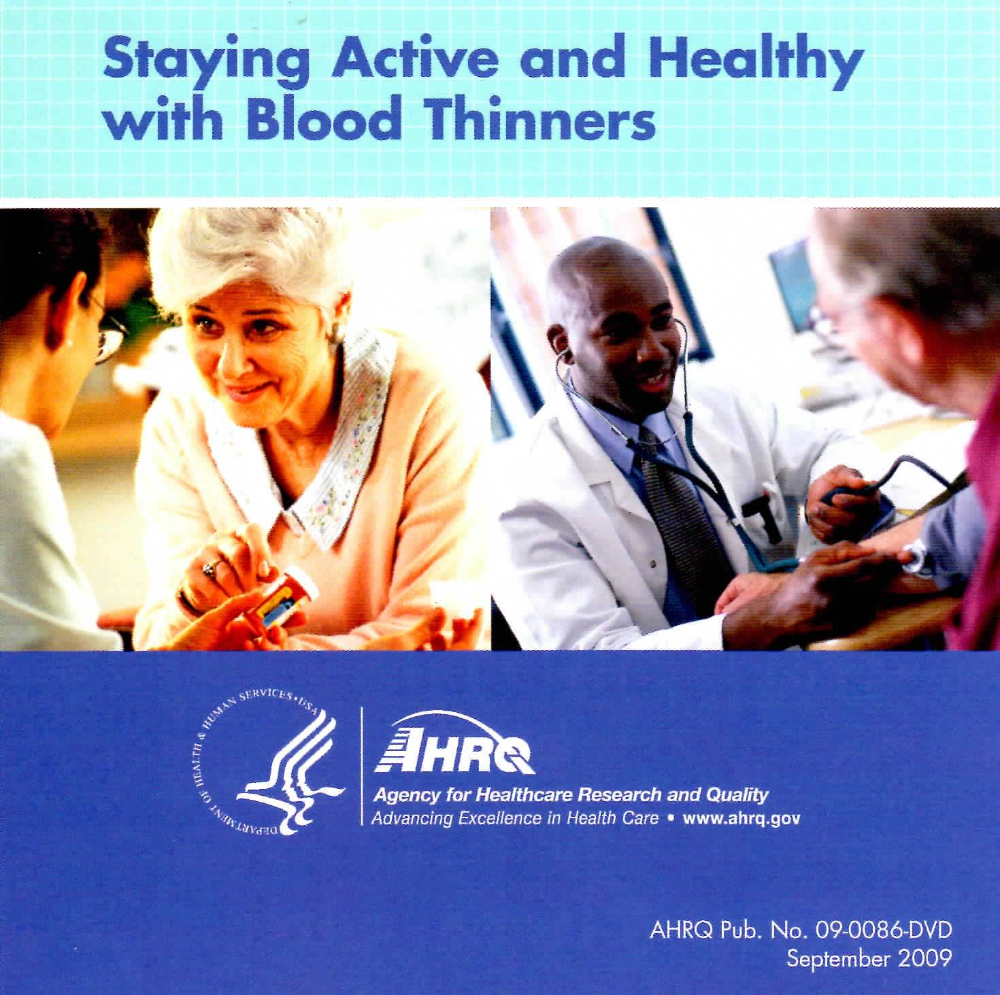 Staying Active and Healthy
with Blood Thinners
DEPARTMENT OF HEALTH & HUMAN SERVICES • USA
AHRQ
Agency for Healthcare Research and Quality
Advancing Excellence in Health Care • www.ahrq.gov
AHRQ Pub. No. 09-0086-DVD
September 2009